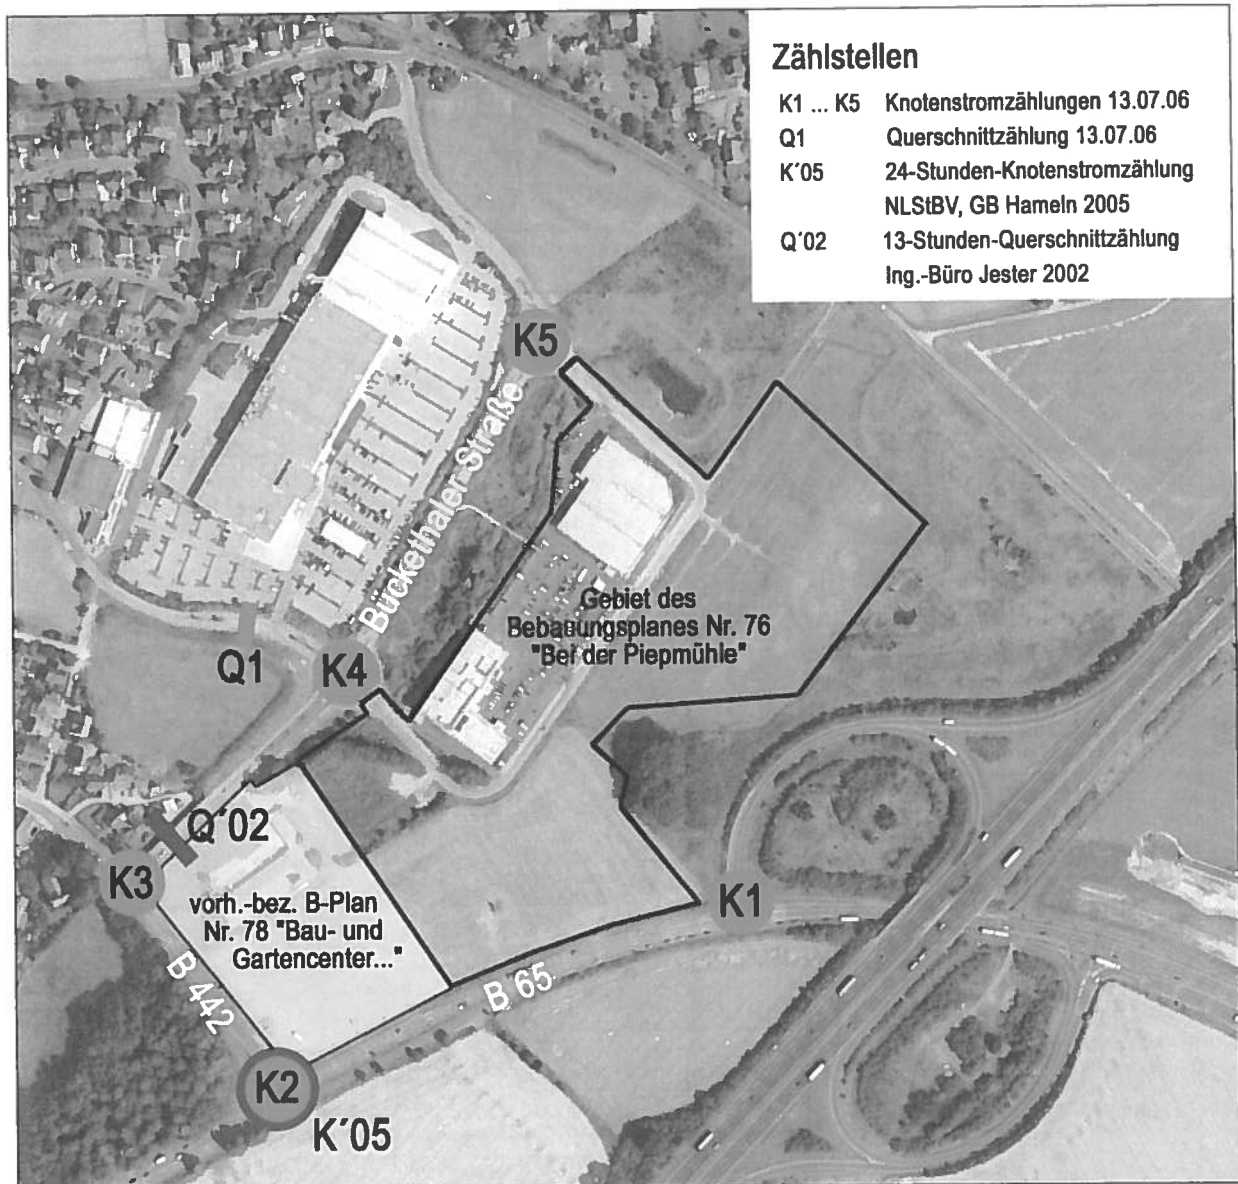 Zählstellen
K1 ... K5 Knotenstromzählungen 13.07.06
Q1 Querschnittzählung 13.07.06
K´05 24-Stunden-Knotenstromzählung
NLStBV, GB Hameln 2005
Q´02 13-Stunden-Querschnittzählung
Ing.-Büro Jester 2002
K5
Bückethaler Straße
Gebiet des
Bebauungsplanes Nr. 76
"Bei der Piepmühle"
Q1
K4
Q´02
K3
vorh.-bez. B-Plan
Nr. 78 "Bau- und
Gartencenter..."
K1
B 442
B 65
K2
K´05